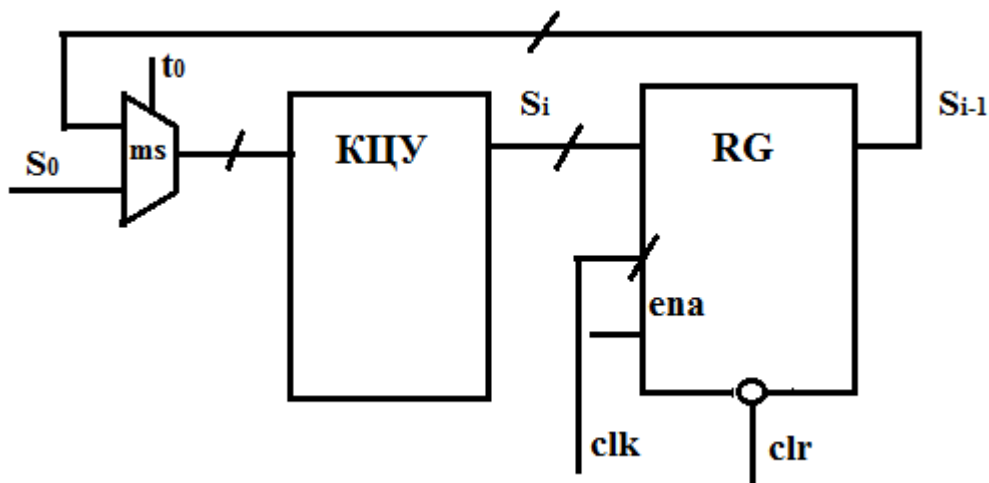 t₀
Sᵢ
Sᵢ₋₁
ms
КЦУ
RG
S₀
ena
clk
clr